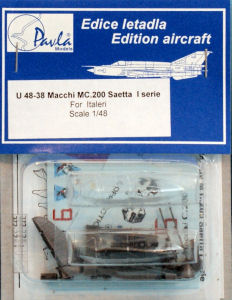 Pavla
Models
Edice letadla
Edition aircraft
U 48-38 Macchi MC.200 Saetta I serie
For Italeri
Scale 1/48